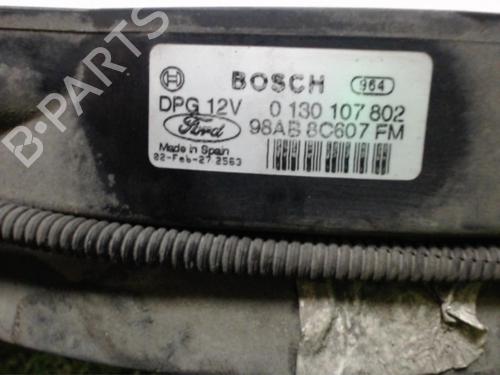 BOSCH 964
DPG 12V 0 130 107 802
Ford 98AB 8C607 FM
Made in Spain
02-Feb-27 2563
B-PARTS